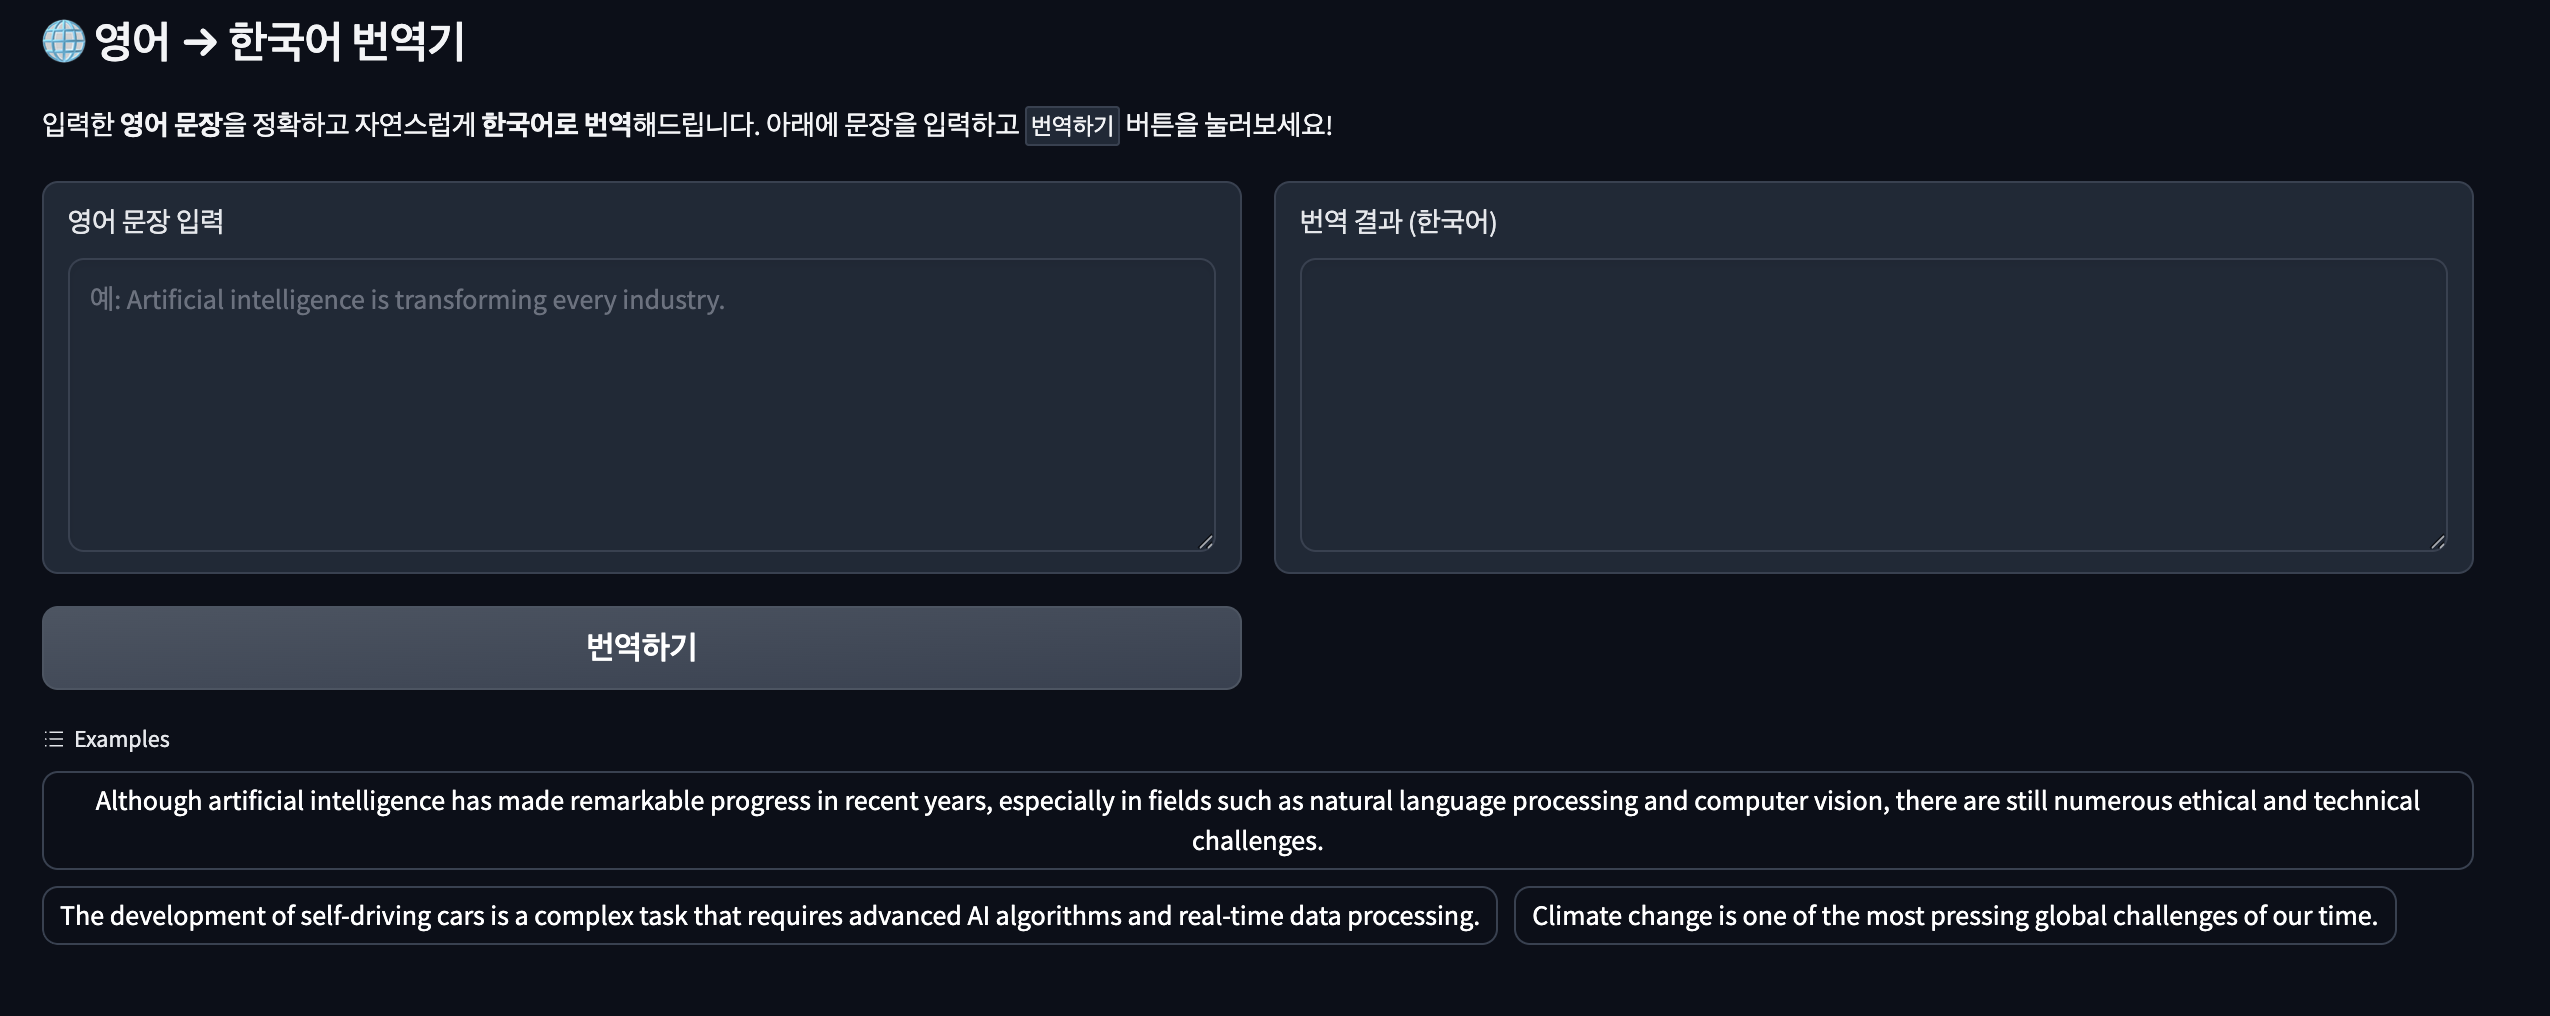 🌐 영어 → 한국어 번역기
입력한 영어 문장을 정확하고 자연스럽게 한국어로 번역해드립니다. 아래에 문장을 입력하고 번역하기 버튼을 눌러보세요!
영어 문장 입력
예: Artificial intelligence is transforming every industry.
번역 결과 (한국어)
번역하기
Examples
Although artificial intelligence has made remarkable progress in recent years, especially in fields such as natural language processing and computer vision, there are still numerous ethical and technical
challenges.
The development of self-driving cars is a complex task that requires advanced AI algorithms and real-time data processing.
Climate change is one of the most pressing global challenges of our time.